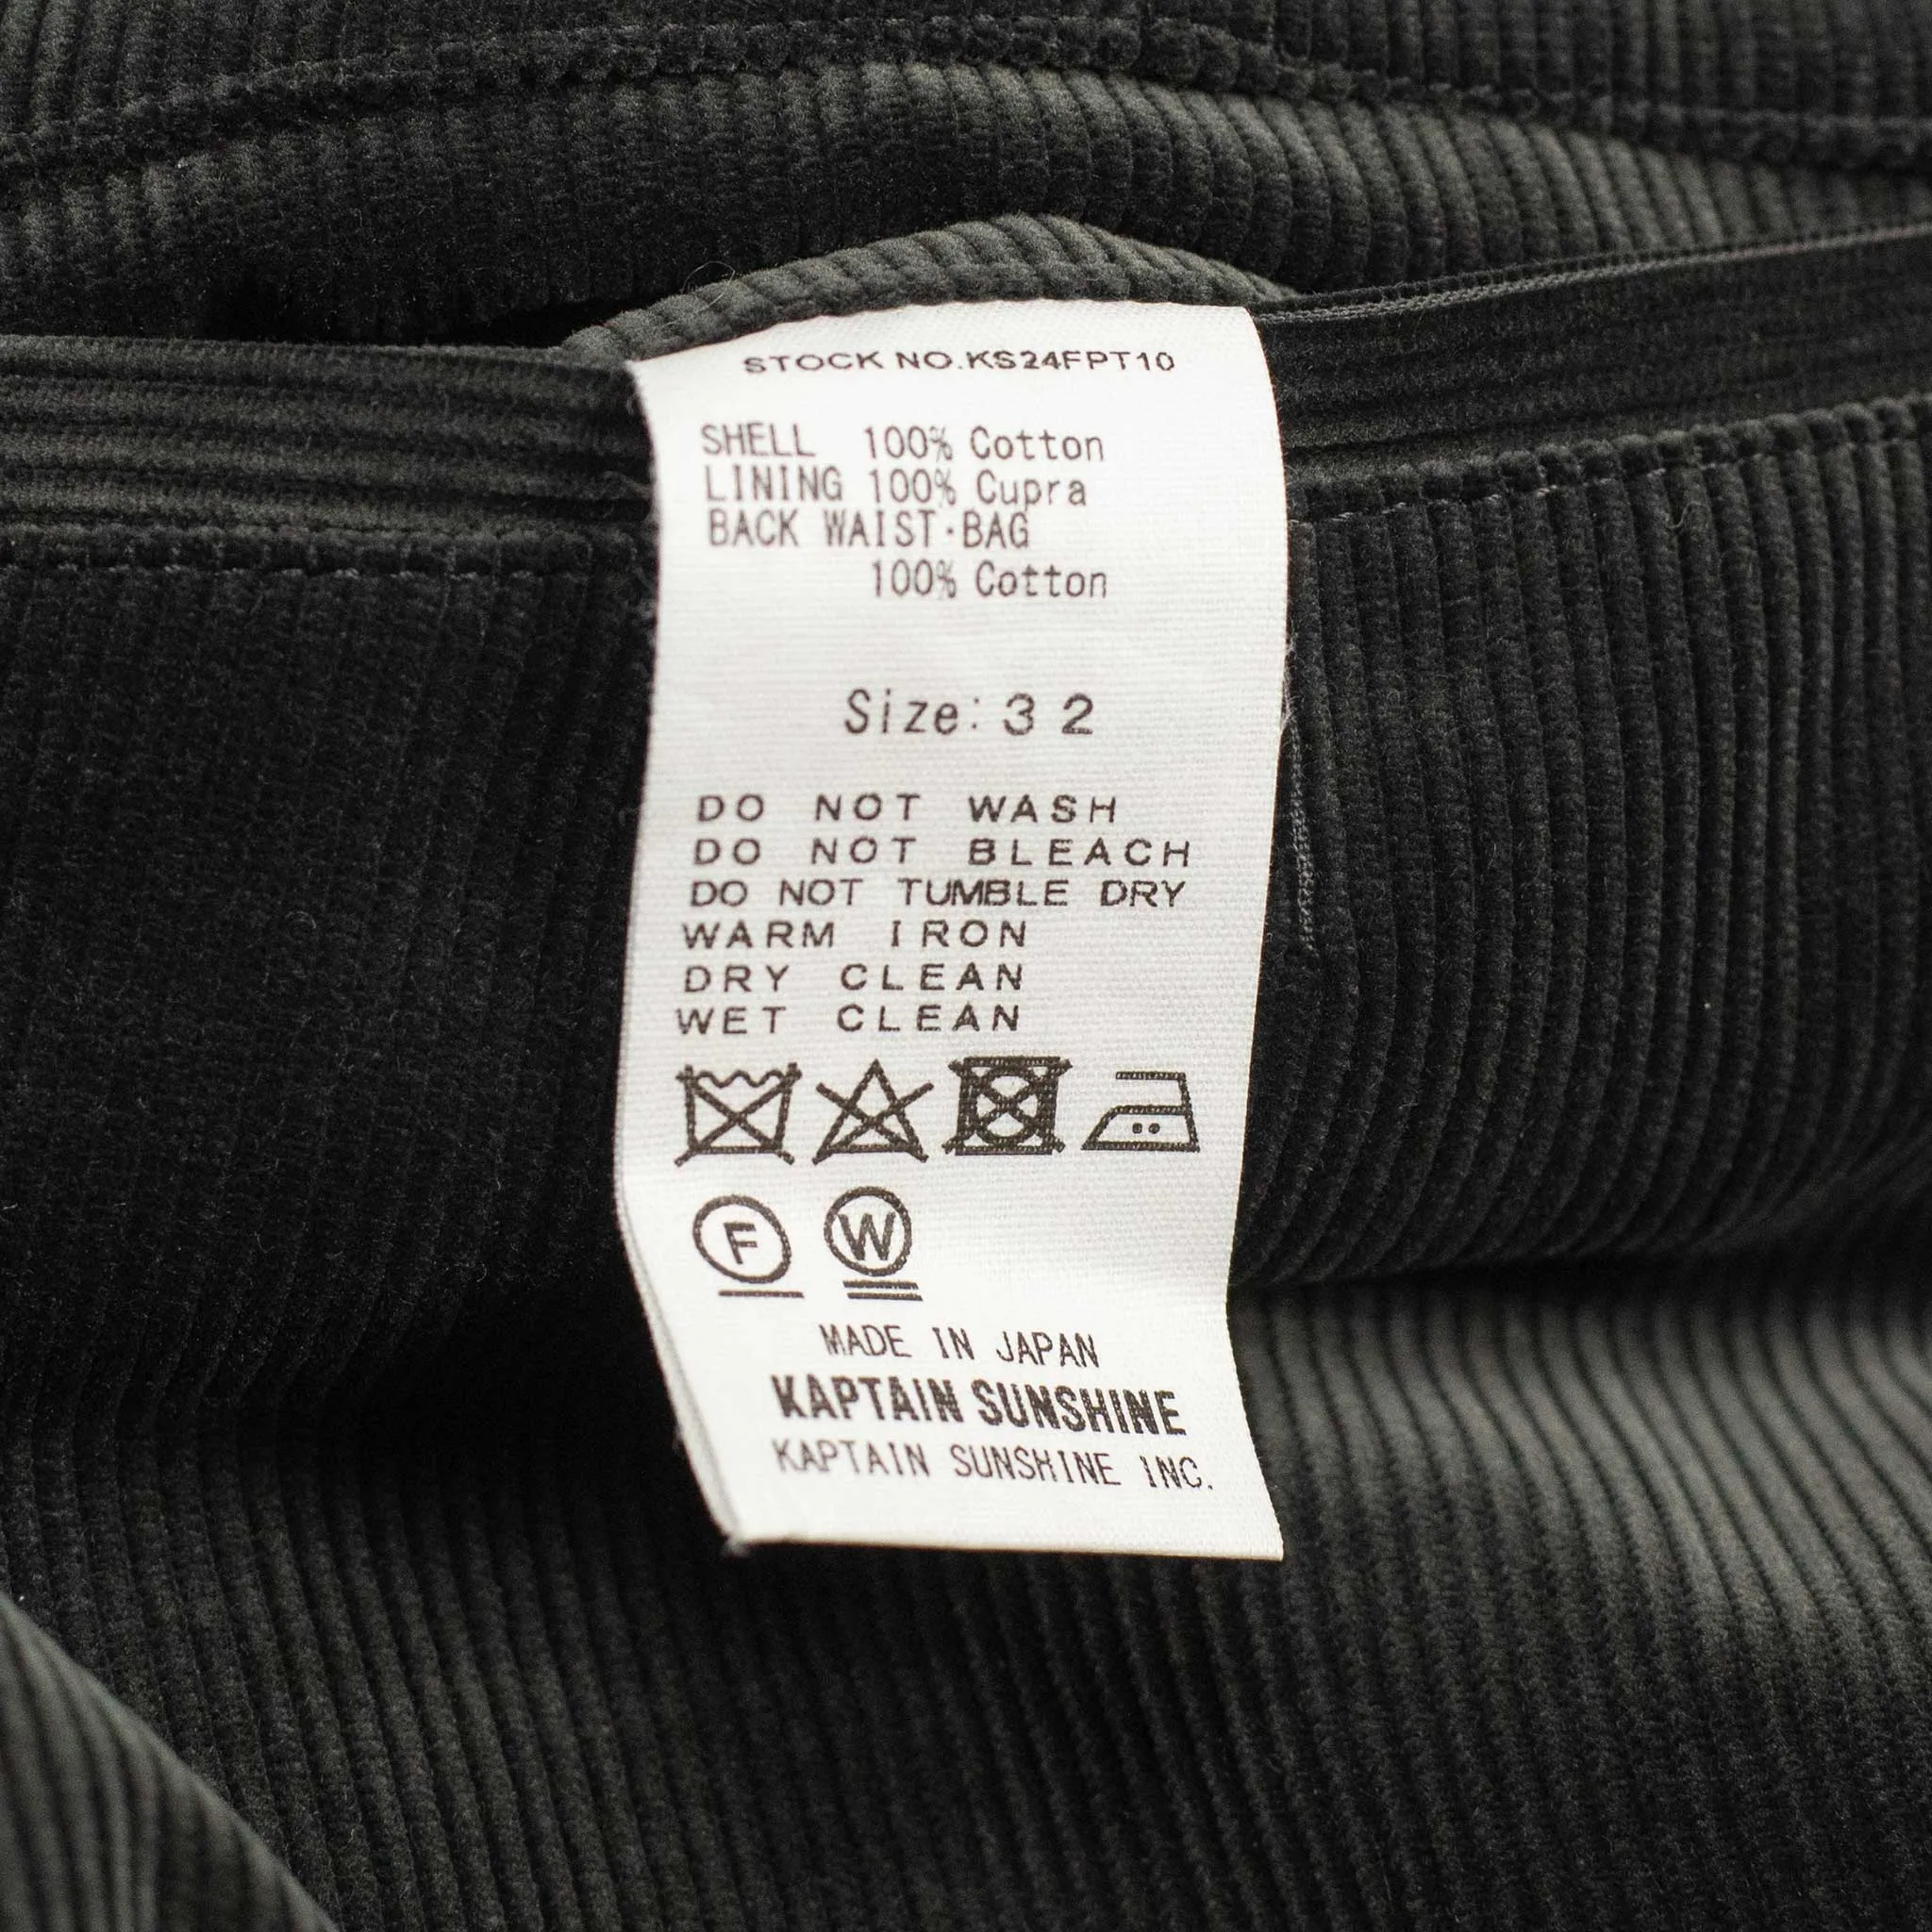 STOCK NO.KS24FPT10
SHELL 100% Cotton
LINING 100% Cupra
BACK WAIST·BAG
100% Cotton
Size:32
DO NOT WASH
DO NOT BLEACH
DO NOT TUMBLE DRY
WARM IRON
DRY CLEAN
WET CLEAN
F W
MADE IN JAPAN
KAPTAIN SUNSHINE
KAPTAIN SUNSHINE INC.